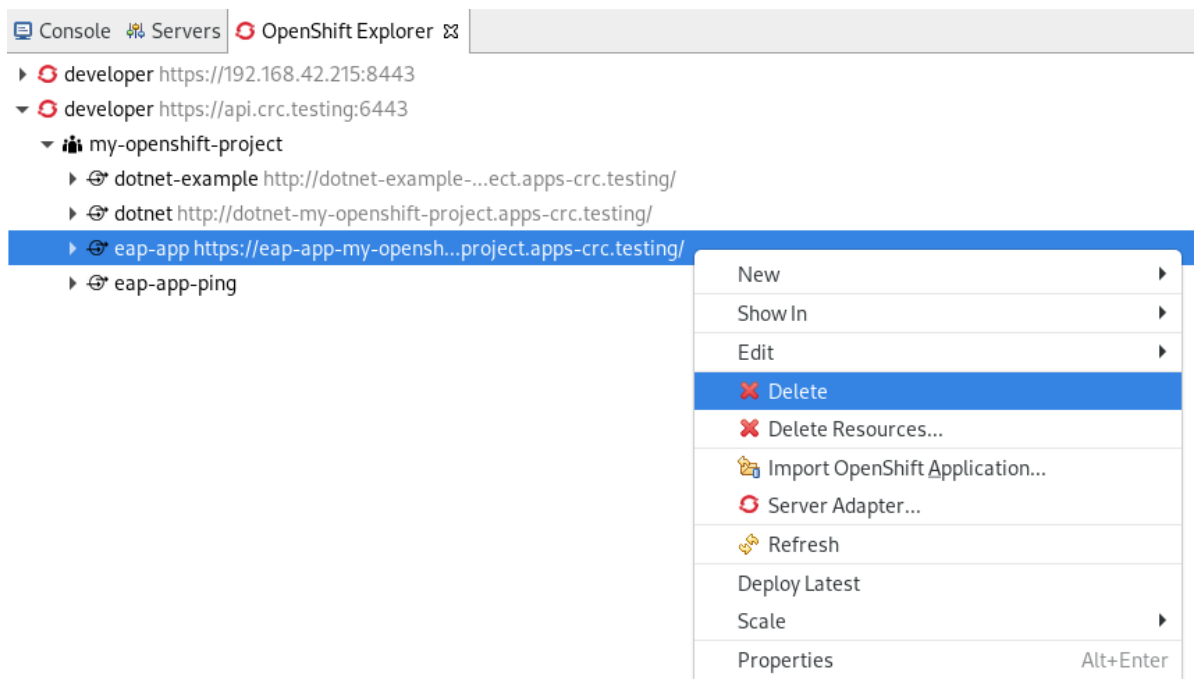 Console Servers OpenShift Explorer
developer https://192.168.42.215:8443
developer https://api.crc.testing:6443
my-openshift-project
dotnet-example http://dotnet-example-...ect.apps-crc.testing/
dotnet http://dotnet-my-openshift-project.apps-crc.testing/
eap-app https://eap-app-my-opensh...project.apps-crc.testing/
eap-app-ping
New
Show In
Edit
Delete
Delete Resources...
Import OpenShift Application...
Server Adapter...
Refresh
Deploy Latest
Scale
Properties Alt+Enter